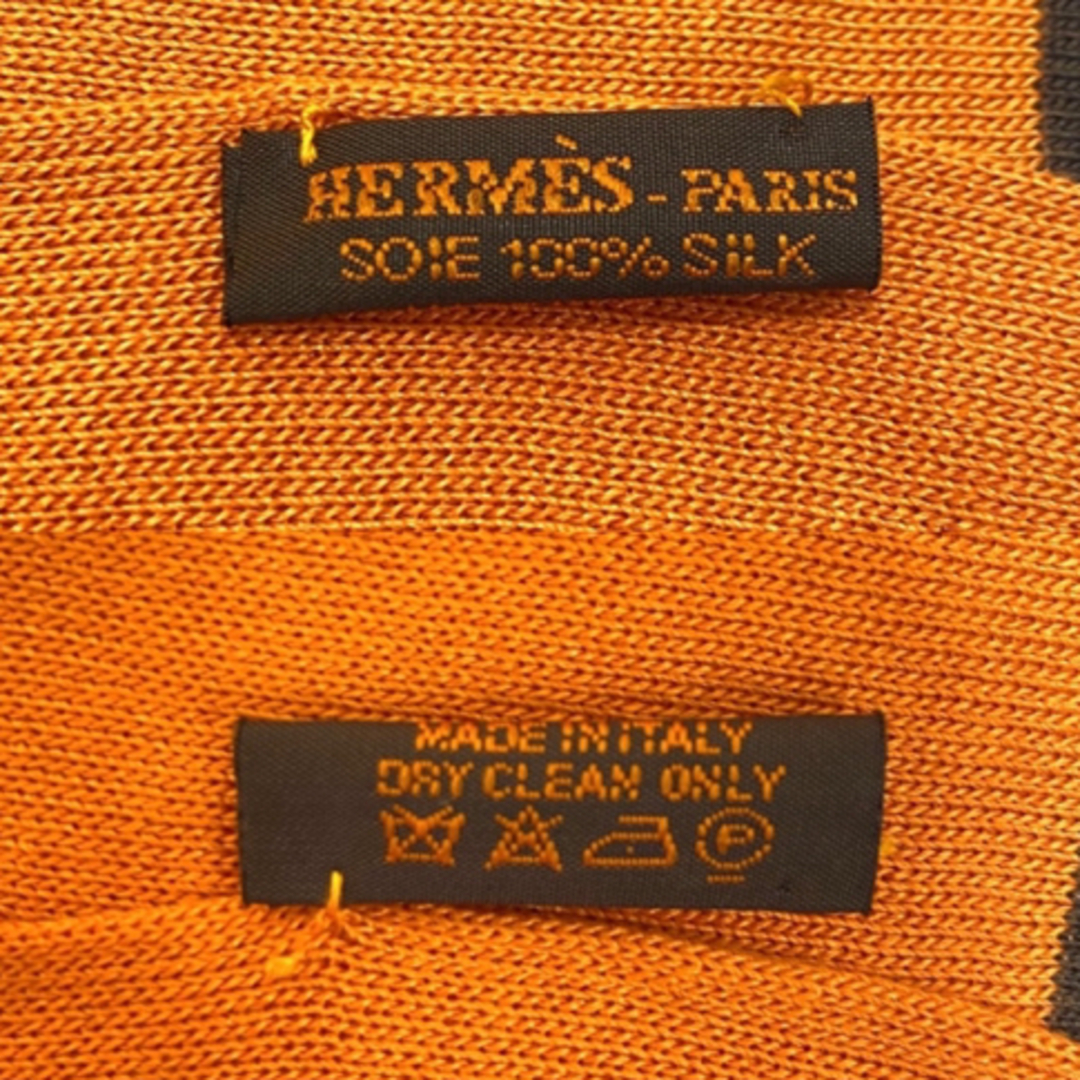 HERMÈS - PARIS
SOIE 100% SILK
MADE IN ITALY
DRY CLEAN ONLY
P